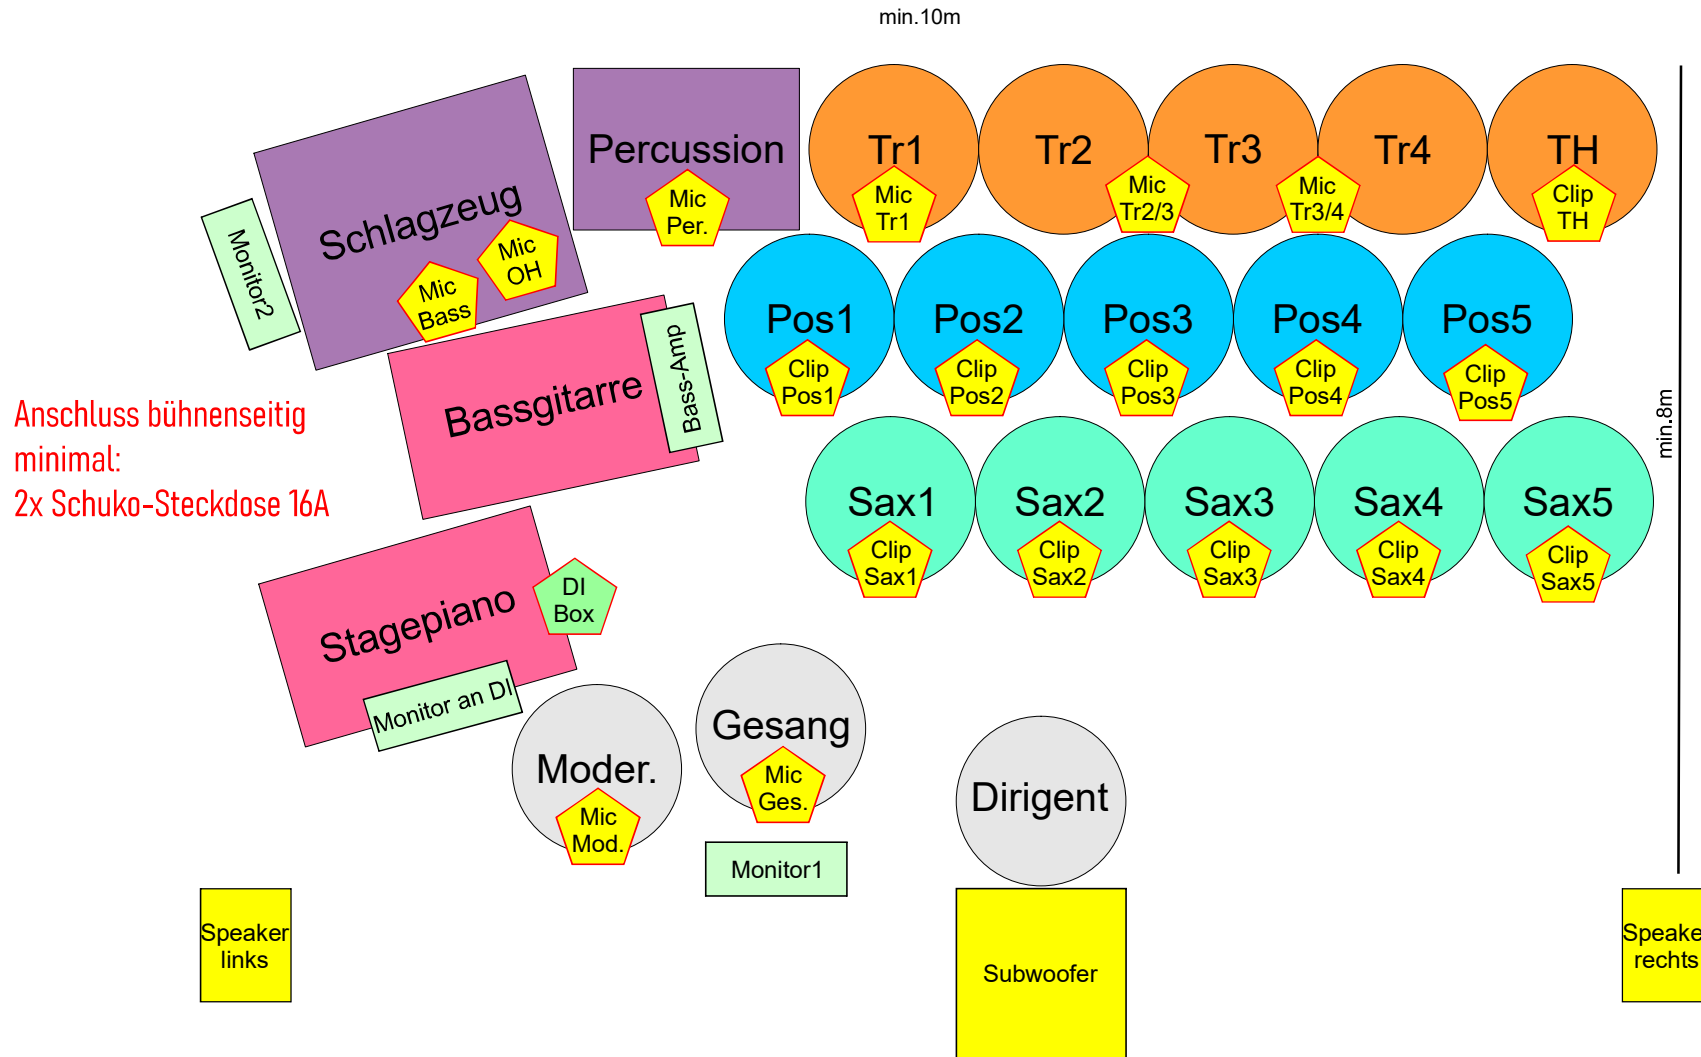 min.10m
Percussion
Mic
Per.
Tr1
Mic
Tr1
Tr2
Mic
Tr2/3
Tr3
Mic
Tr3/4
Tr4
TH
Clip
TH
Schlagzeug
Mic
OH
Mic
Bass
Monitor2
Pos1
Clip
Pos1
Pos2
Clip
Pos2
Pos3
Clip
Pos3
Pos4
Clip
Pos4
Pos5
Clip
Pos5
min.8m
Bassgitarre
Bass-Amp
Anschluss bühnenseitig
minimal:
2x Schuko-Steckdose 16A
Sax1
Clip
Sax1
Sax2
Clip
Sax2
Sax3
Clip
Sax3
Sax4
Clip
Sax4
Sax5
Clip
Sax5
Stagepiano
DI
Box
Monitor an DI
Moder.
Mic
Mod.
Gesang
Mic
Ges.
Monitor1
Dirigent
Speaker
links
Subwoofer
Speake
rechts